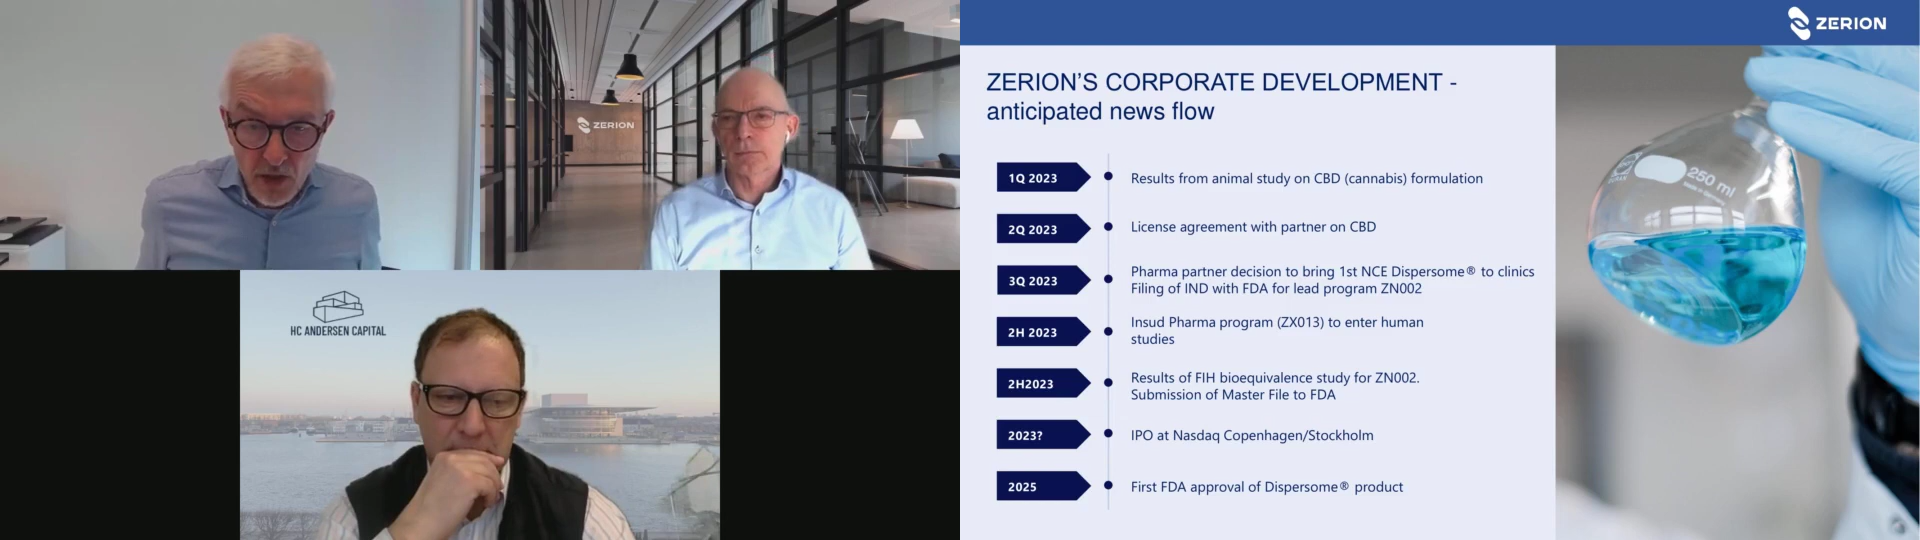 ZERION
HC ANDERSEN CAPITAL
ZERION
ZERION'S CORPORATE DEVELOPMENT -
anticipated news flow
1Q 2023
Results from animal study on CBD (cannabis) formulation
2Q 2023
License agreement with partner on CBD
3Q 2023
Pharma partner decision to bring 1st NCE Dispersome® to clinics
Filing of IND with FDA for lead program ZN002
2H 2023
Insud Pharma program (ZX013) to enter human
studies
2H2023
Results of FIH bioequivalence study for ZN002.
Submission of Master File to FDA
2023?
IPO at Nasdaq Copenhagen/Stockholm
2025
First FDA approval of Dispersome® product
250 ml